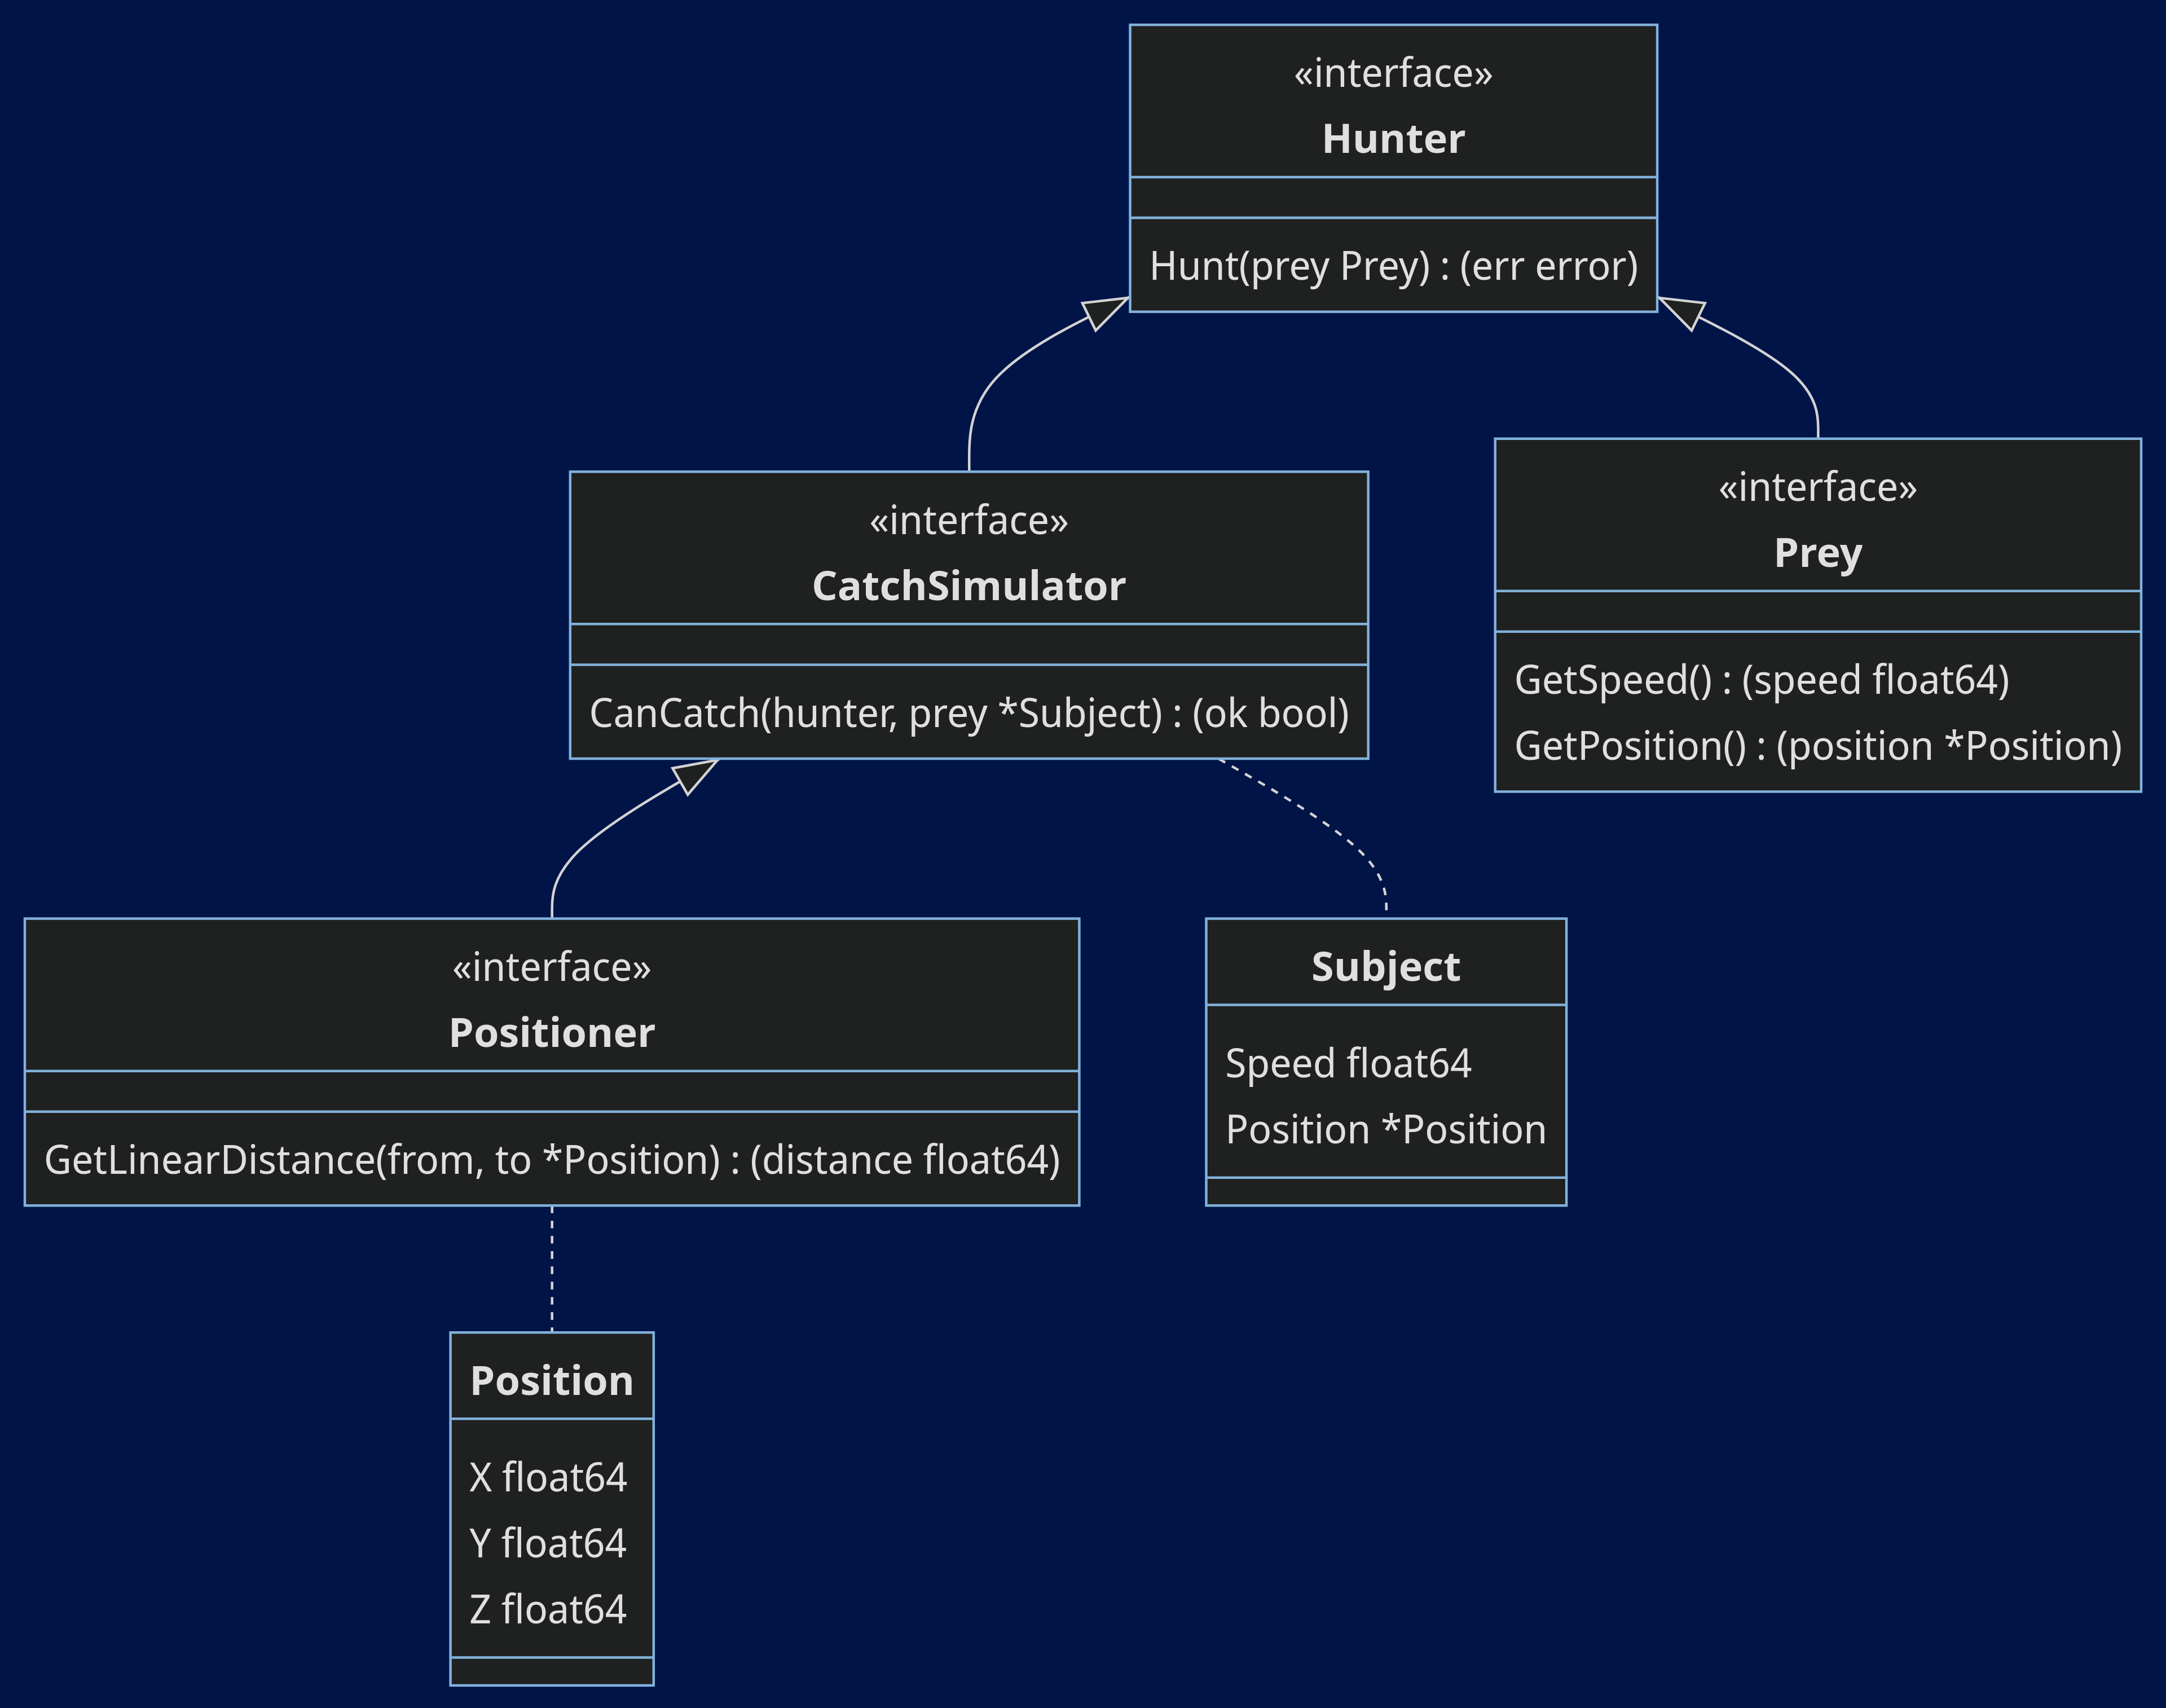 «interface»
Hunter
Hunt(prey Prey) : (err error)
«interface»
CatchSimulator
CanCatch(hunter, prey *Subject) : (ok bool)
«interface»
Prey
GetSpeed() : (speed float64)
GetPosition() : (position *Position)
«interface»
Positioner
GetLinearDistance(from, to *Position) : (distance float64)
Subject
Speed float64
Position *Position
Position
X float64
Y float64
Z float64